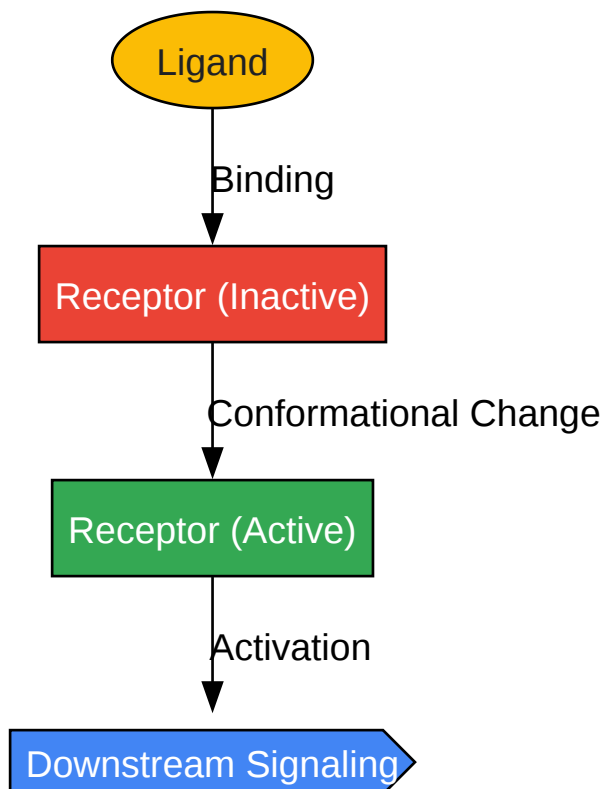 Ligand
Binding
Receptor (Inactive)
Conformational Change
Receptor (Active)
Activation
Downstream Signaling